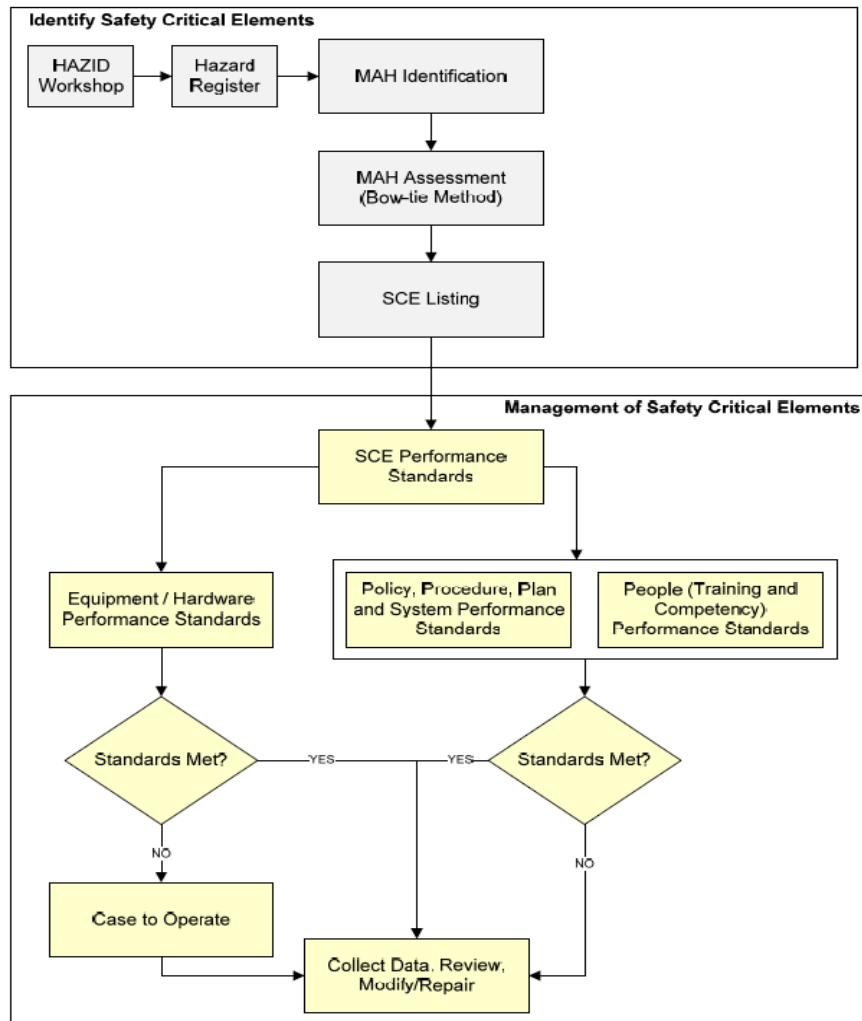 Identify Safety Critical Elements
HAZID
Workshop
Hazard
Register
MAH Identification
MAH Assessment
(Bow-tie Method)
SCE Listing
Management of Safety Critical Elements
SCE Performance
Standards
Equipment / Hardware
Performance Standards
Policy, Procedure, Plan
and System Performance
Standards
People (Training and
Competency)
Performance Standards
Standards Met?
YES
YES
Standards Met?
NO
NO
Case to Operate
Collect Data, Review,
Modify/Repair